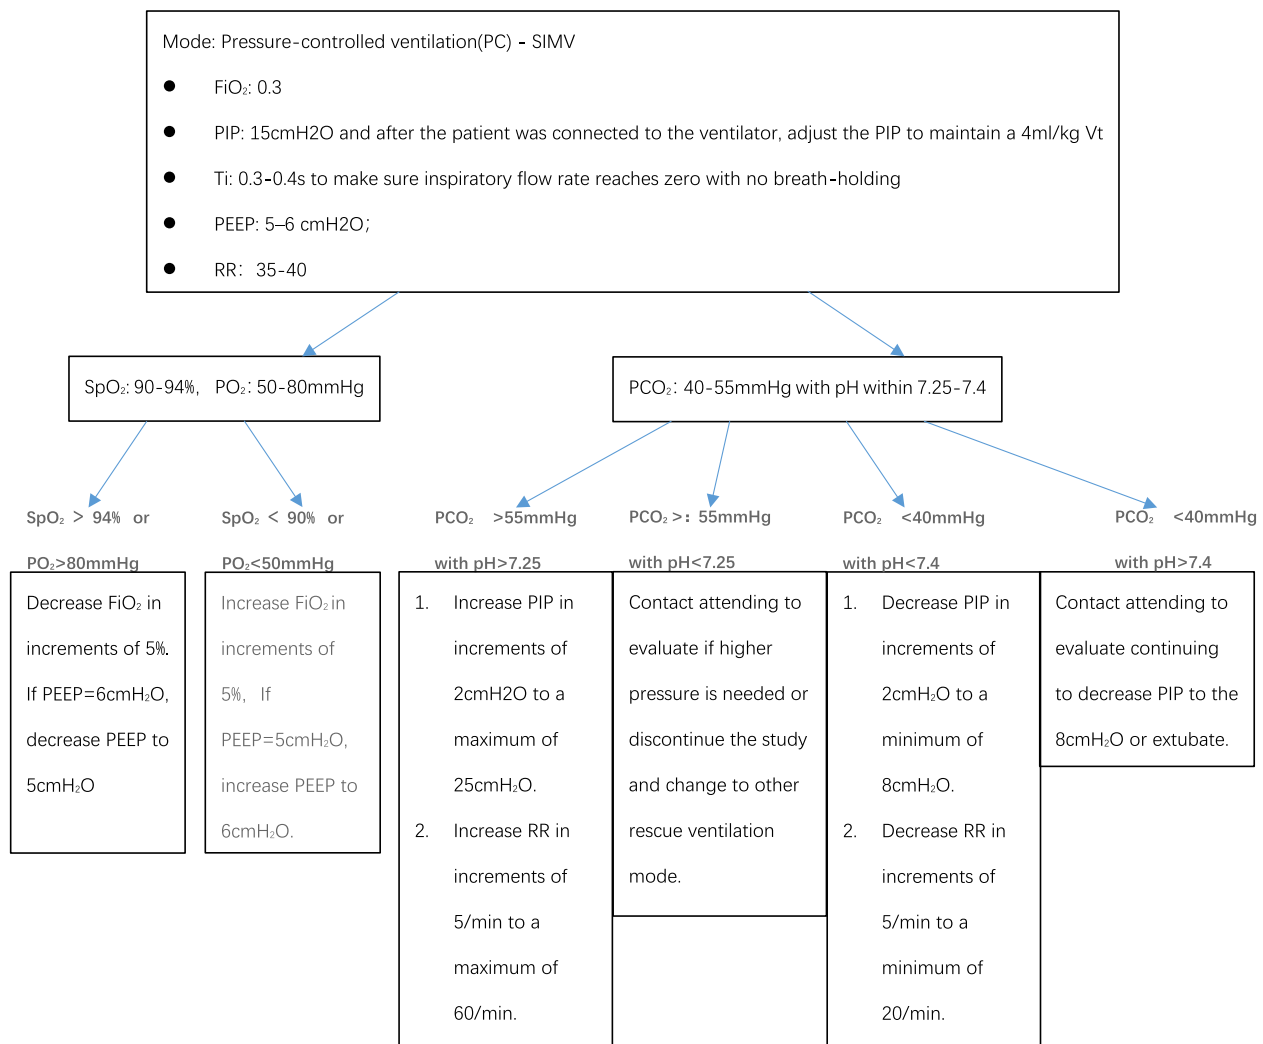 Mode: Pressure-controlled ventilation(PC) - SIMV
● FiO₂: 0.3
● PIP: 15cmH2O and after the patient was connected to the ventilator, adjust the PIP to maintain a 4ml/kg Vt
● Ti: 0.3-0.4s to make sure inspiratory flow rate reaches zero with no breath-holding
● PEEP: 5–6 cmH2O；
● RR： 35-40
SpO₂: 90-94%， PO₂: 50-80mmHg
PCO₂: 40-55mmHg with pH within 7.25-7.4
SpO₂ > 94% or
PO₂>80mmHg
Decrease FiO₂ in
increments of 5%.
If PEEP=6cmH₂O,
decrease PEEP to
5cmH₂O
SpO₂ < 90% or
PO₂<50mmHg
Increase FiO₂ in
increments of
5%，If
PEEP=5cmH₂O,
increase PEEP to
6cmH₂O.
PCO₂ >55mmHg
with pH>7.25
1. Increase PIP in
increments of
2cmH2O to a
maximum of
25cmH₂O.
2. Increase RR in
increments of
5/min to a
maximum of
60/min.
PCO₂ >: 55mmHg
with pH<7.25
Contact attending to
evaluate if higher
pressure is needed or
discontinue the study
and change to other
rescue ventilation
mode.
PCO₂ <40mmHg
with pH<7.4
1. Decrease PIP in
increments of
2cmH₂O to a
minimum of
8cmH₂O.
2. Decrease RR in
increments of
5/min to a
minimum of
20/min.
PCO₂ <40mmHg
with pH>7.4
Contact attending to
evaluate continuing
to decrease PIP to the
8cmH₂O or extubate.